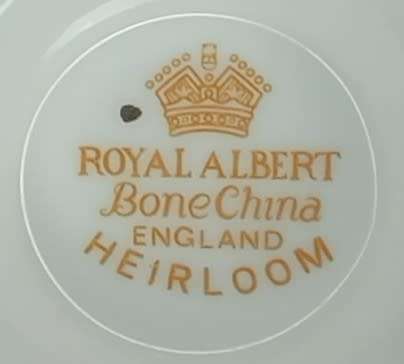 ROYAL ALBERT
Bone China
ENGLAND
HEIRLOOM